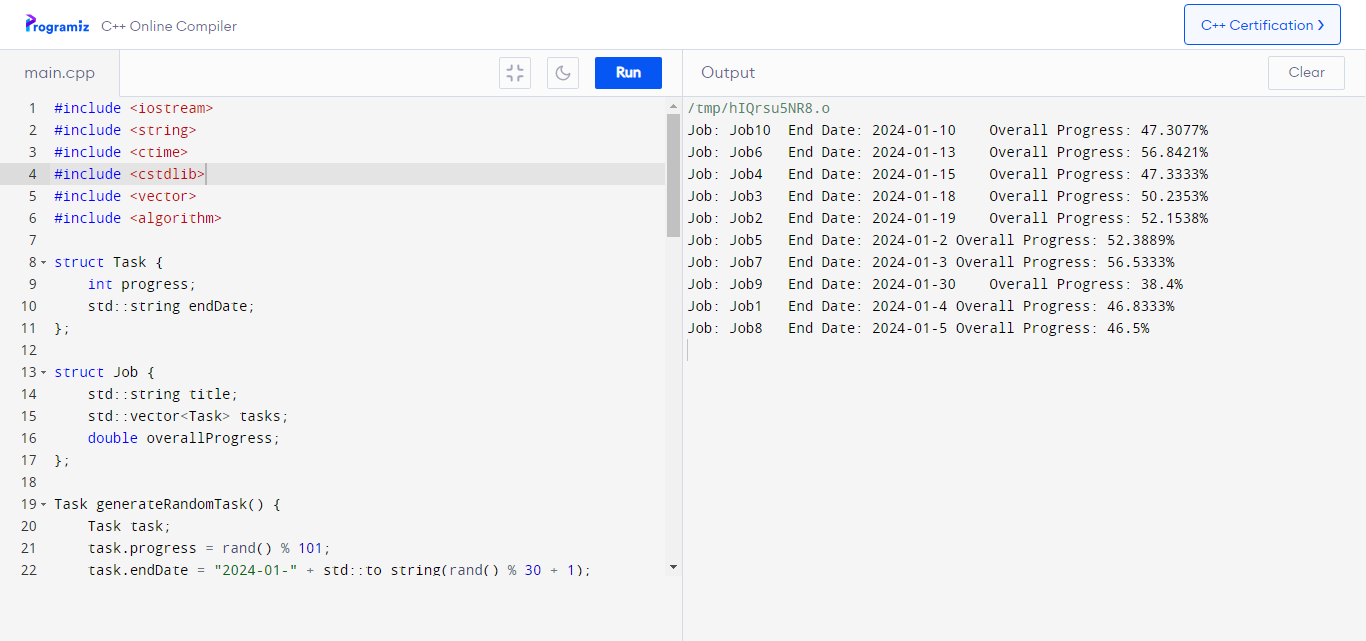 Programiz C++ Online Compiler
C++ Certification
main.cpp
Run
1 #include <iostream>
2 #include <string>
3 #include <ctime>
4 #include <cstdlib>
5 #include <vector>
6 #include <algorithm>
7
8 struct Task {
9     int progress;
10     std::string endDate;
11 };
12
13 struct Job {
14     std::string title;
15     std::vector<Task> tasks;
16     double overallProgress;
17 };
18
19 Task generateRandomTask() {
20     Task task;
21     task.progress = rand() % 101;
22     task.endDate = "2024-01-" + std::to_string(rand() % 30 + 1);
Output
Clear
/tmp/hIQrsu5NR8.o
Job: Job10  End Date: 2024-01-10    Overall Progress: 47.3077%
Job: Job6   End Date: 2024-01-13    Overall Progress: 56.8421%
Job: Job4   End Date: 2024-01-15    Overall Progress: 47.3333%
Job: Job3   End Date: 2024-01-18    Overall Progress: 50.2353%
Job: Job2   End Date: 2024-01-19    Overall Progress: 52.1538%
Job: Job5   End Date: 2024-01-2 Overall Progress: 52.3889%
Job: Job7   End Date: 2024-01-3 Overall Progress: 56.5333%
Job: Job9   End Date: 2024-01-30    Overall Progress: 38.4%
Job: Job1   End Date: 2024-01-4 Overall Progress: 46.8333%
Job: Job8   End Date: 2024-01-5 Overall Progress: 46.5%